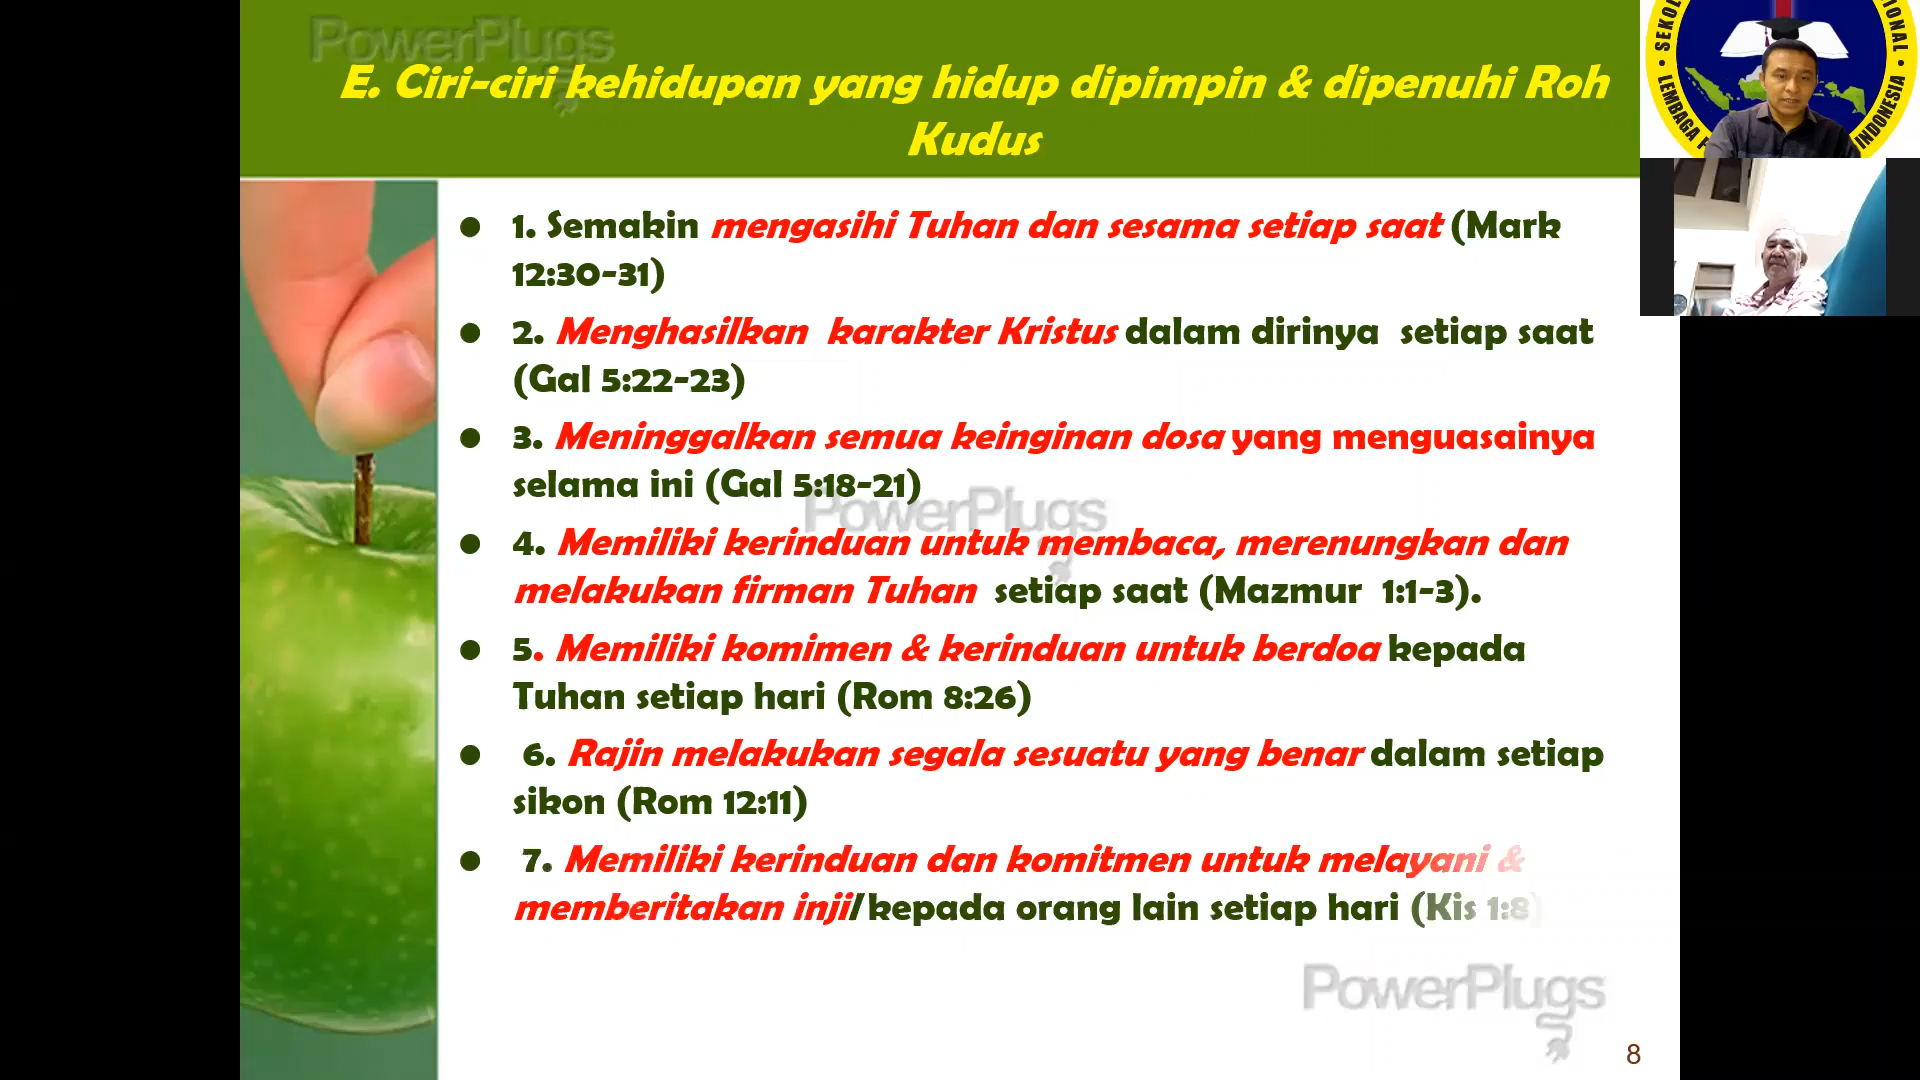 PowerPlugs
E. Ciri-ciri kehidupan yang hidup dipimpin & dipenuhi Roh
Kudus
1. Semakin mengasihi Tuhan dan sesama setiap saat (Mark
12:30-31)
2. Menghasilkan karakter Kristus dalam dirinya setiap saat
(Gal 5:22-23)
3. Meninggalkan semua keinginan dosa yang menguasainya
selama ini (Gal 5:18-21)
PowerPlugs
4. Memiliki kerinduan untuk membaca, merenungkan dan
melakukan firman Tuhan setiap saat (Mazmur 1:1-3).
5. Memiliki komimen & kerinduan untuk berdoa kepada
Tuhan setiap hari (Rom 8:26)
6. Rajin melakukan segala sesuatu yang benar dalam setiap
sikon (Rom 12:11)
7. Memiliki kerinduan dan komitmen untuk melayani &
memberitakan inji/kepada orang lain setiap hari (Kis 1:8)
PowerPlugs
8
LEMBAGA
INDONESIA